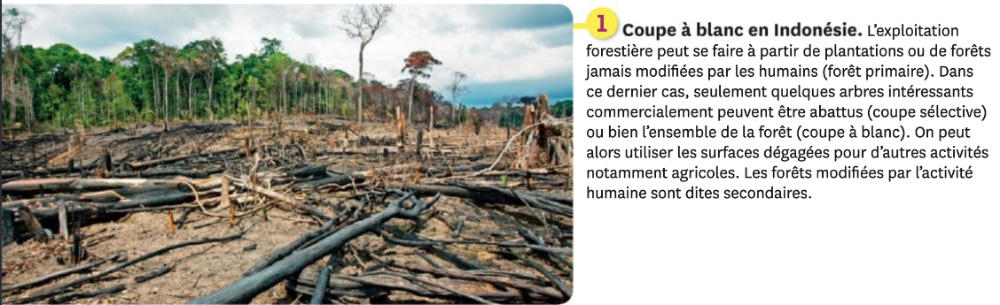 1 Coupe à blanc en Indonésie. L'exploitation
forestière peut se faire à partir de plantations ou de forêts
jamais modifiées par les humains (forêt primaire). Dans
ce dernier cas, seulement quelques arbres intéressants
commercialement peuvent être abattus (coupe sélective)
ou bien l'ensemble de la forêt (coupe à blanc). On peut
alors utiliser les surfaces dégagées pour d'autres activités
notamment agricoles. Les forêts modifiées par l'activité
humaine sont dites secondaires.